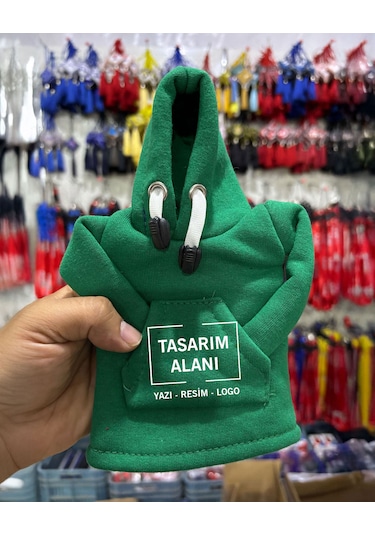 TASARIM
ALANI
YAZI - RESİM - LOGO